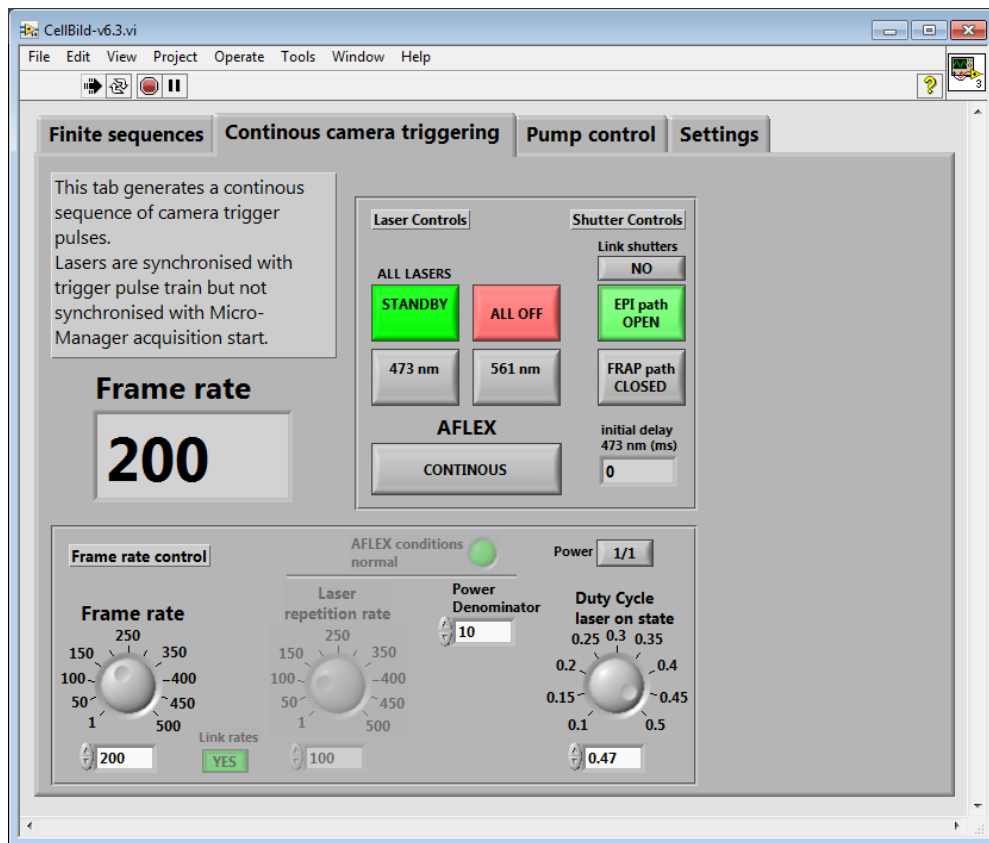 CellBild-v6.3.vi
File Edit View Project Operate Tools Window Help
3
Finite sequences Continous camera triggering Pump control Settings
This tab generates a continous
sequence of camera trigger
pulses.
Lasers are synchronised with
trigger pulse train but not
synchronised with Micro-
Manager acquisition start.
Frame rate
200
Laser Controls
Shutter Controls
Link shutters
NO
ALL LASERS
STANDBY
ALL OFF
EPI path
OPEN
473 nm
561 nm
FRAP path
CLOSED
AFLEX
CONTINOUS
initial delay
473 nm (ms)
0
Frame rate control
AFLEX conditions
normal
Power 1/1
Frame rate
250
150 350
100 400
50 450
1 500
200
Link rates
YES
Laser
repetition rate
250
150 350
100 400
50 450
1 500
100
Power
Denominator
10
Duty Cycle
laser on state
0.25 0.3 0.35
0.2 0.4
0.15 0.45
0.1 0.5
0.47